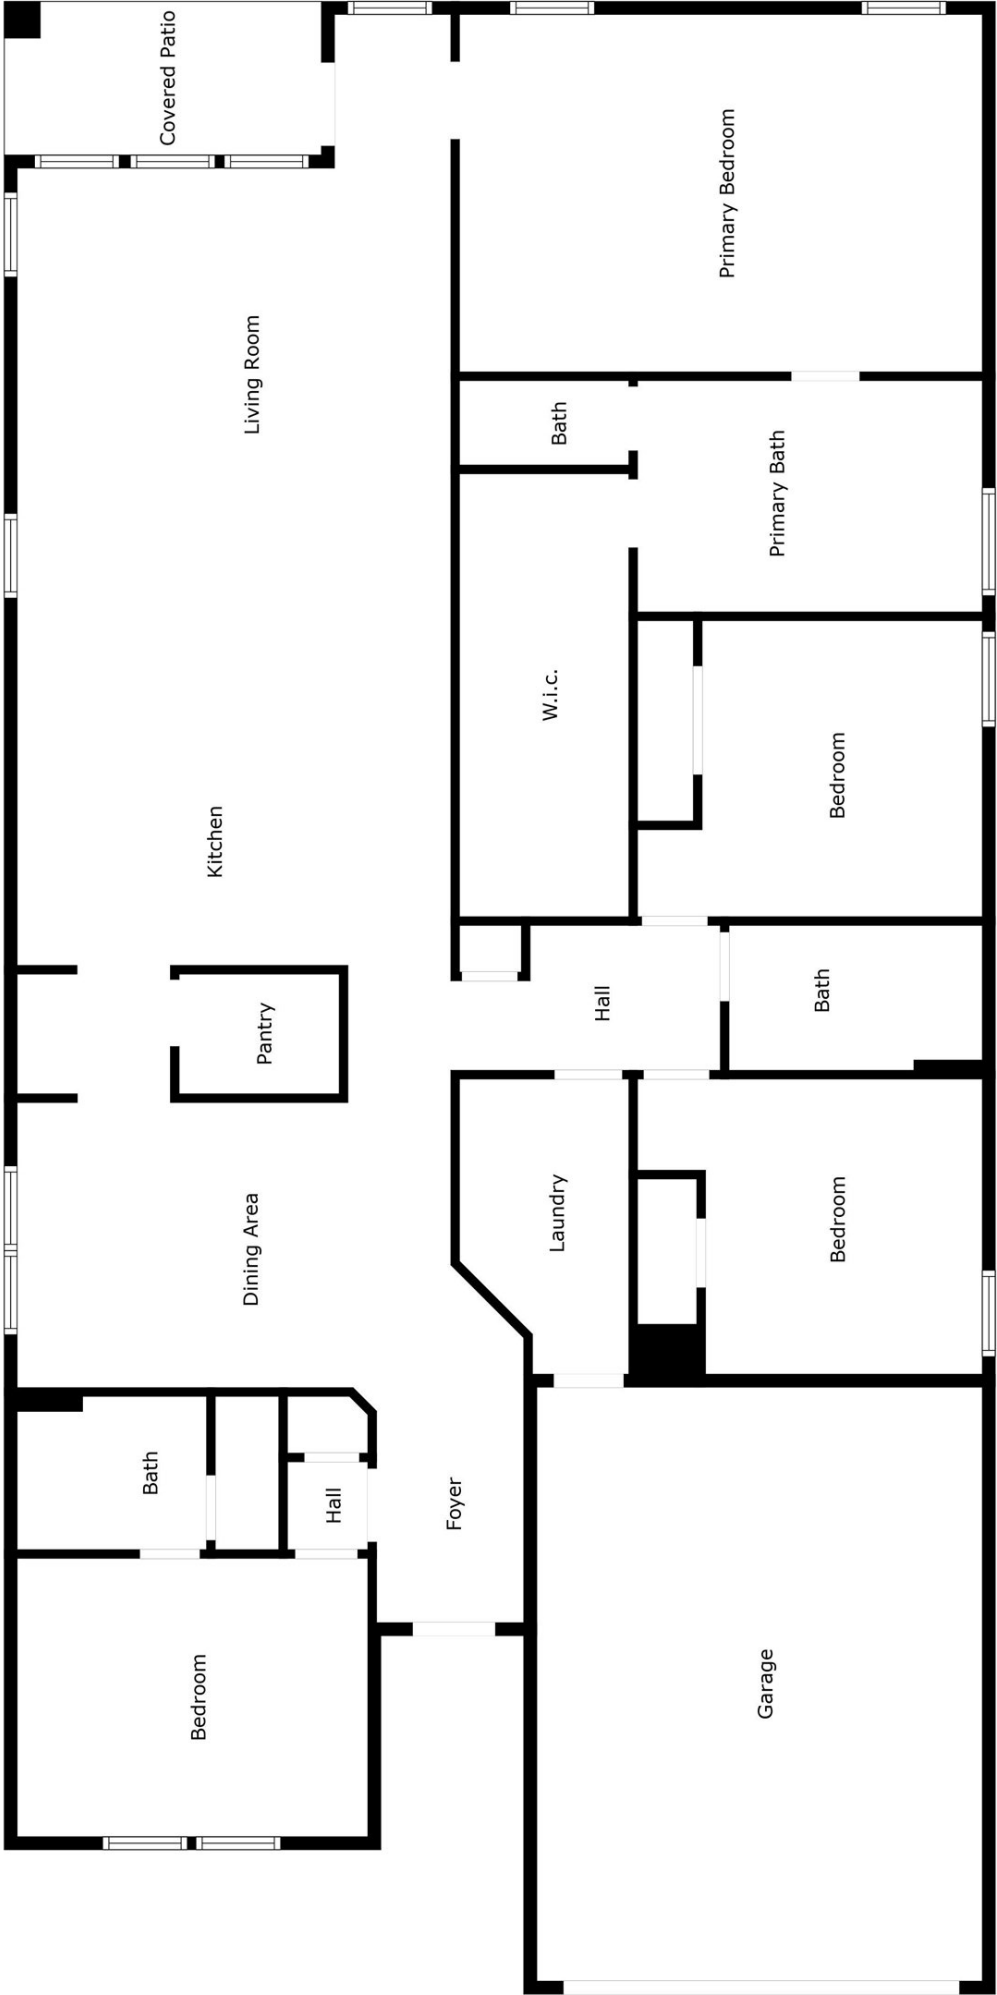 Covered Patio
Primary Bedroom
Living Room
Bath
Primary Bath
W.i.c.
Bedroom
Kitchen
Hall
Bath
Pantry
Laundry
Bedroom
Dining Area
Bath
Hall
Foyer
Bedroom
Garage